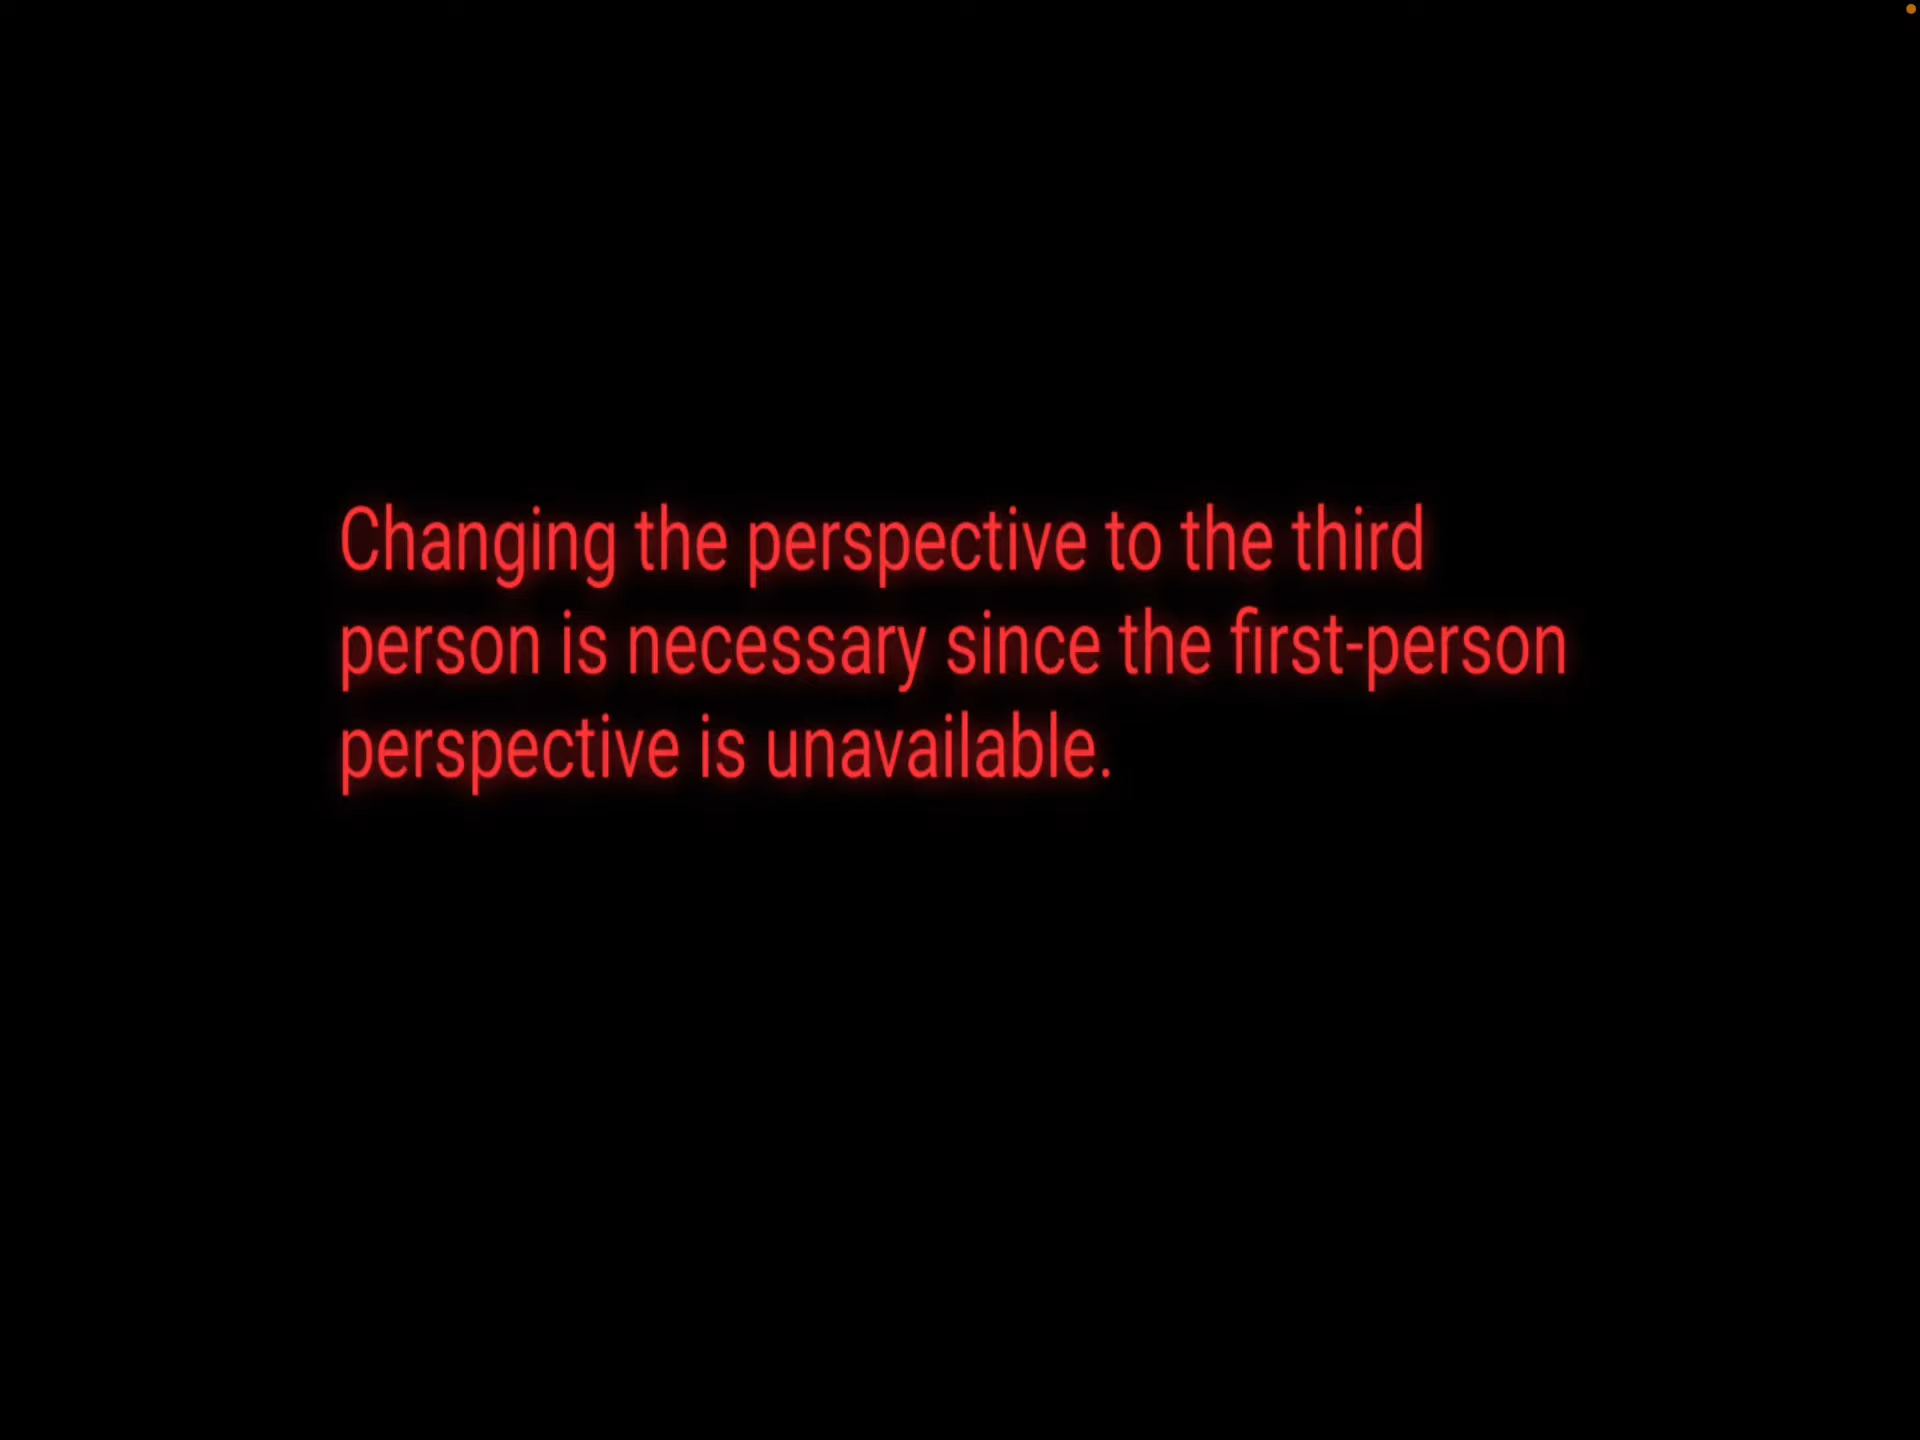 Changing the perspective to the third
person is necessary since the first-person
perspective is unavailable.